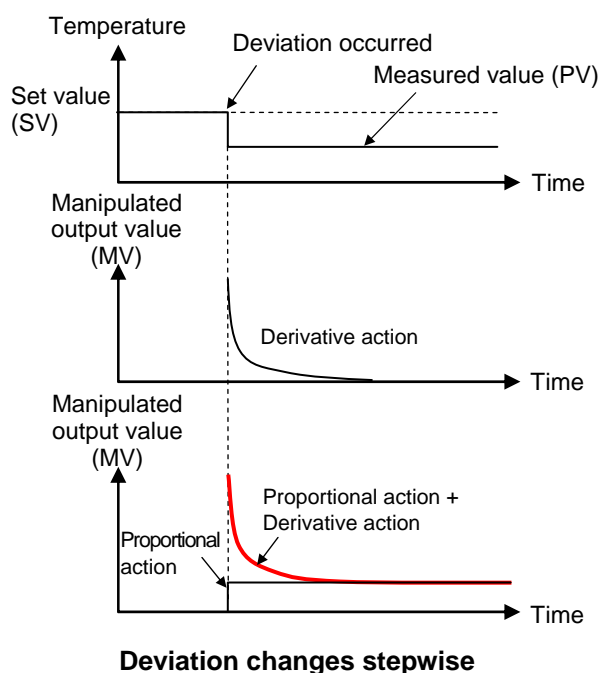 Temperature
Deviation occurred
Measured value (PV)
Set value
(SV)
Time
Manipulated
output value
(MV)
Derivative action
Time
Manipulated
output value
(MV)
Proportional action +
Derivative action
Proportional
action
Time
Deviation changes stepwise